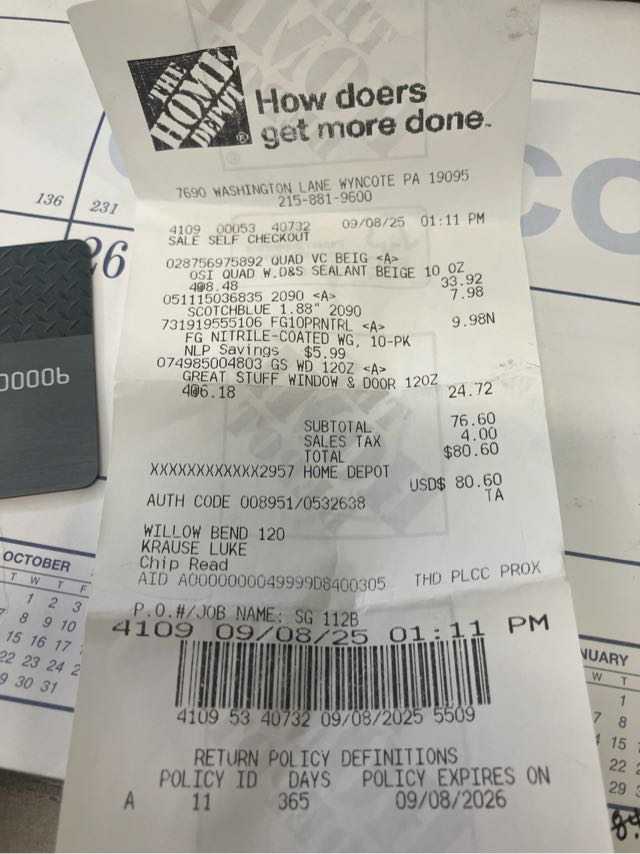 THE HOME DEPOT
How doers
get more done.
7690 WASHINGTON LANE WYNCOTE PA 19095
215-881-9600
4109 00053 40732 09/08/25 01:11 PM
SALE SELF CHECKOUT
028756975892 QUAD VC BEIG <A>
OSI QUAD W,D&S SEALANT BEIGE 10 OZ
4@8.48 33.92
051115036835 2090 <A> 7.98
SCOTCHBLUE 1.88" 2090
731919555106 FG10PRNTRL <A> 9.98N
FG NITRILE-COATED WG, 10-PK
NLP Savings $5.99
074985004803 GS WD 12OZ <A>
GREAT STUFF WINDOW & DOOR 12OZ
4@6.18 24.72
SUBTOTAL 76.60
SALES TAX 4.00
TOTAL $80.60
XXXXXXXXXXXX2957 HOME DEPOT
USD$ 80.60
AUTH CODE 008951/0532638 TA
WILLOW BEND 120
KRAUSE LUKE
Chip Read
AID A0000000049999D8400305 THD PLCC PROX
P.O.#/JOB NAME: SG 112B
4109 09/08/25 01:11 PM
4109 53 40732 09/08/2025 5509
RETURN POLICY DEFINITIONS
POLICY ID DAYS POLICY EXPIRES ON
A 11 365 09/08/2026
136 231
26
00006
CO
OCTOBER
T W T F
1 2 3
7 8 9 10
15 16 17
22 23 24
29 30 31
NUARY
W T
1
7 8
15
22
29